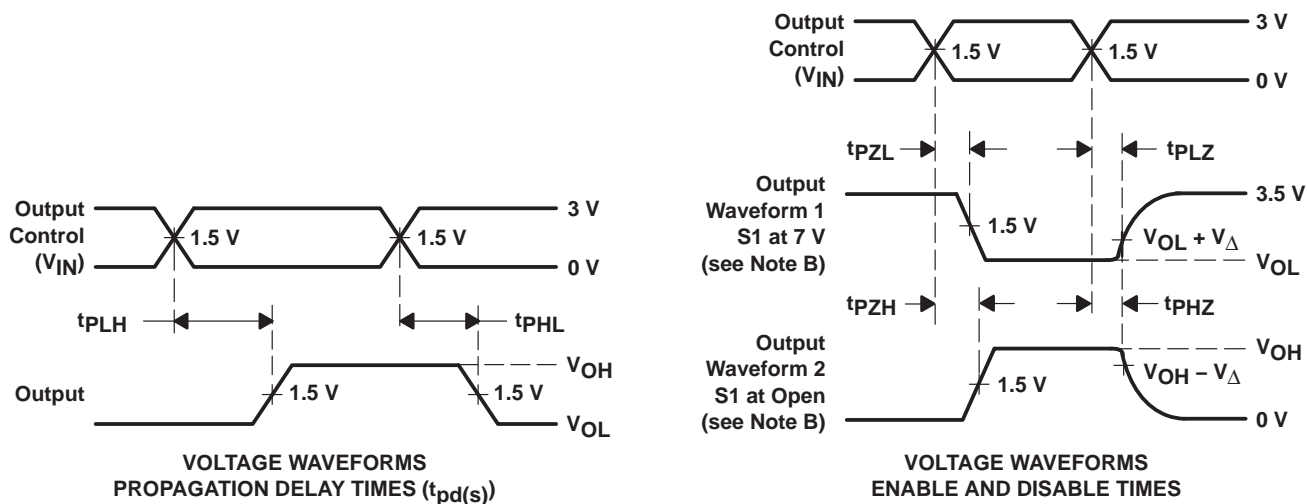 Output
Control
(VIN)
3 V
1.5 V
1.5 V
0 V
tPLH
tPHL
Output
VOH
1.5 V
1.5 V
VOL
VOLTAGE WAVEFORMS
PROPAGATION DELAY TIMES (tpd(s))
Output
Control
(VIN)
3 V
1.5 V
1.5 V
0 V
tPZL
tPLZ
Output
Waveform 1
S1 at 7 V
(see Note B)
3.5 V
1.5 V
VOL + VΔ
VOL
tPZH
tPHZ
Output
Waveform 2
S1 at Open
(see Note B)
VOH
1.5 V
VOH − VΔ
0 V
VOLTAGE WAVEFORMS
ENABLE AND DISABLE TIMES